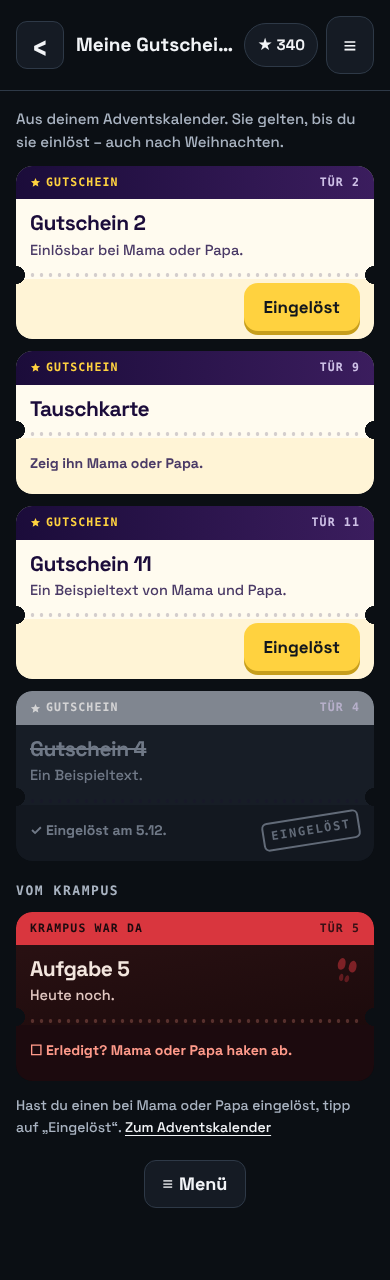 <
Meine Gutschei…
★ 340
≡
Aus deinem Adventskalender. Sie gelten, bis du
sie einlöst – auch nach Weihnachten.
★ GUTSCHEIN
TÜR 2
Gutschein 2
Einlösbar bei Mama oder Papa.
Eingelöst
★ GUTSCHEIN
TÜR 9
Tauschkarte
Zeig ihn Mama oder Papa.
★ GUTSCHEIN
TÜR 11
Gutschein 11
Ein Beispieltext von Mama und Papa.
Eingelöst
★ GUTSCHEIN
TÜR 4
Gutschein 4
Ein Beispieltext.
✓ Eingelöst am 5.12.
EINGELÖST
VOM KRAMPUS
KRAMPUS WAR DA
TÜR 5
Aufgabe 5
Heute noch.
☐ Erledigt? Mama oder Papa haken ab.
Hast du einen bei Mama oder Papa eingelöst, tipp
auf „Eingelöst“. Zum Adventskalender
≡ Menü